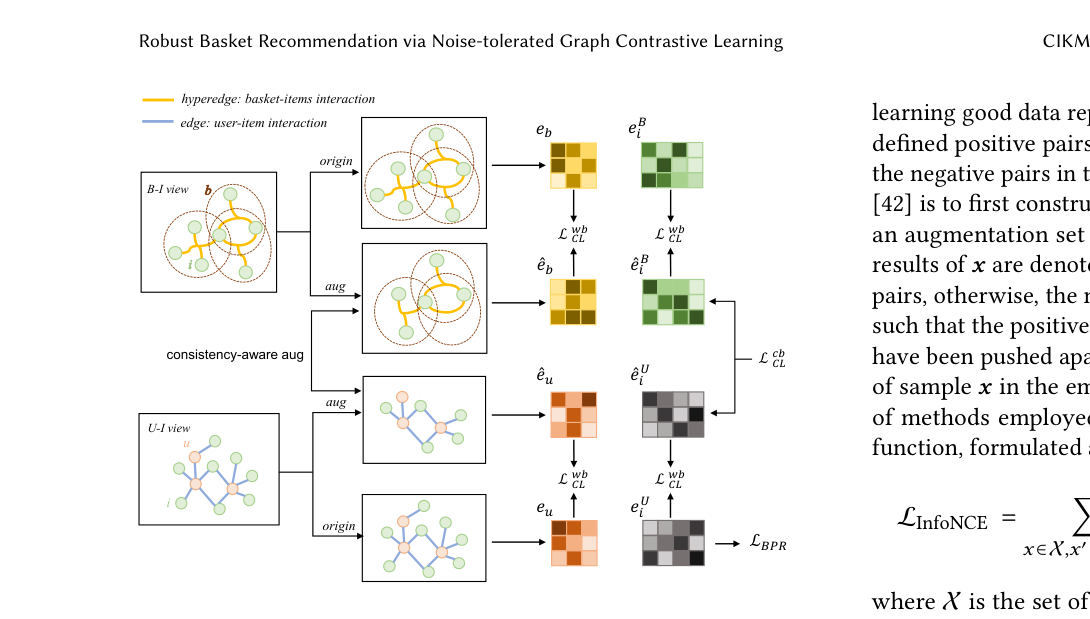 Robust Basket Recommendation via Noise-tolerated Graph Contrastive Learning
CIKM
hyperedge: basket-items interaction
edge: user-item interaction
B-I view
b
i
origin
aug
consistency-aware aug
aug
U-I view
u
i
origin
e_b
e_i^B
ℒ_CL^wb
ℒ_CL^wb
ê_b
ê_i^B
ℒ_CL^cb
ê_u
ê_i^U
ℒ_CL^wb
ℒ_CL^wb
e_u
e_i^U
ℒ_BPR
learning good data rep
defined positive pairs
the negative pairs in t
[42] is to first construc
an augmentation set
results of x are denote
pairs, otherwise, the n
such that the positive
have been pushed apa
of sample x in the em
of methods employe
function, formulated a
ℒ_InfoNCE = ∑
x∈𝒳,x′
where 𝒳 is the set of